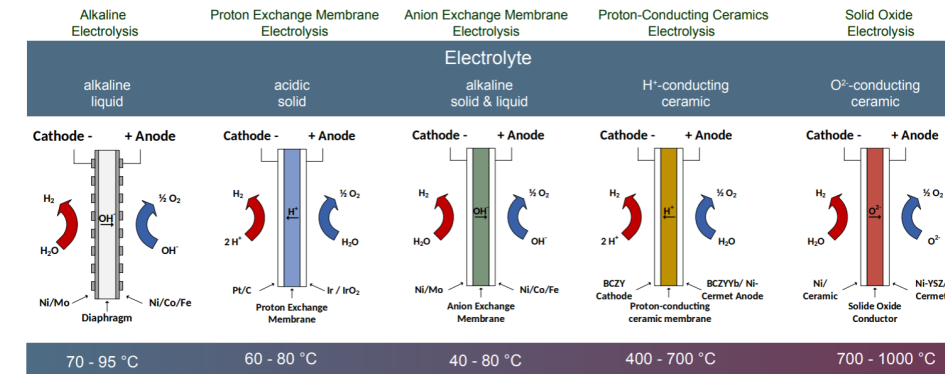 Alkaline
Electrolysis
Proton Exchange Membrane
Electrolysis
Anion Exchange Membrane
Electrolysis
Proton-Conducting Ceramics
Electrolysis
Solid Oxide
Electrolysis
Electrolyte
alkaline
liquid
acidic
solid
alkaline
solid & liquid
H⁺-conducting
ceramic
O²⁻-conducting
ceramic
Cathode - + Anode
H₂
½ O₂
OH⁻
H₂O
OH⁻
Ni/Mo
Ni/Co/Fe
Diaphragm
Cathode - + Anode
H₂
½ O₂
H⁺
2 H⁺
H₂O
Pt/C
Ir / IrO₂
Proton Exchange
Membrane
Cathode - + Anode
H₂
½ O₂
OH⁻
H₂O
OH⁻
Ni/Mo
Ni/Co/Fe
Anion Exchange
Membrane
Cathode - + Anode
H₂
½ O₂
H⁺
2 H⁺
H₂O
BCZY
Cathode
BCZYYb/ Ni-
Cermet Anode
Proton-conducting
ceramic membrane
Cathode - + Anode
H₂
½ O₂
O²⁻
H₂O
O²⁻
Ni/
Ceramic
Ni-YSZ/
Cermet
Solide Oxide
Conductor
70 - 95 °C
60 - 80 °C
40 - 80 °C
400 - 700 °C
700 - 1000 °C